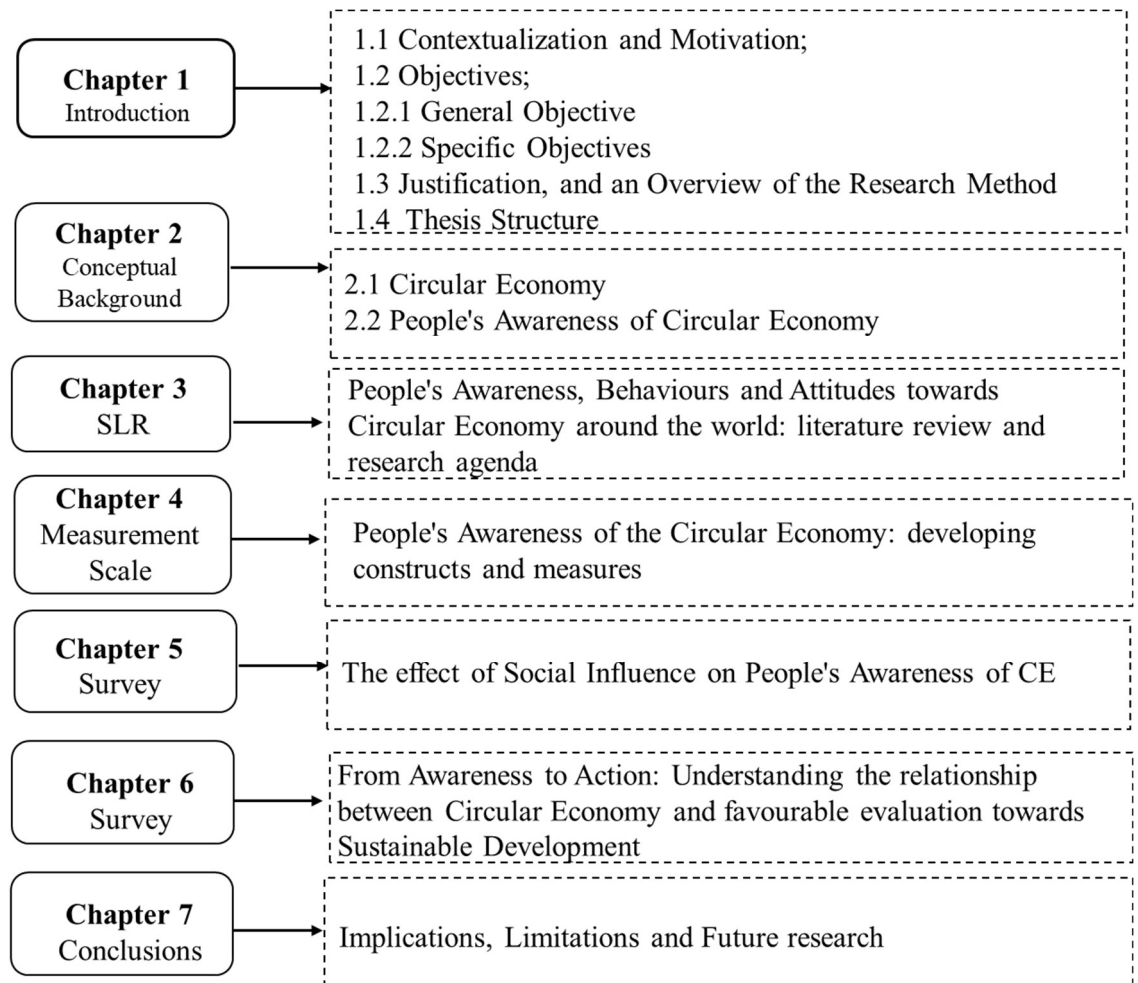 Chapter 1
Introduction
1.1 Contextualization and Motivation;
1.2 Objectives;
1.2.1 General Objective
1.2.2 Specific Objectives
1.3 Justification, and an Overview of the Research Method
1.4 Thesis Structure
Chapter 2
Conceptual
Background
2.1 Circular Economy
2.2 People's Awareness of Circular Economy
Chapter 3
SLR
People's Awareness, Behaviours and Attitudes towards
Circular Economy around the world: literature review and
research agenda
Chapter 4
Measurement
Scale
People's Awareness of the Circular Economy: developing
constructs and measures
Chapter 5
Survey
The effect of Social Influence on People's Awareness of CE
Chapter 6
Survey
From Awareness to Action: Understanding the relationship
between Circular Economy and favourable evaluation towards
Sustainable Development
Chapter 7
Conclusions
Implications, Limitations and Future research